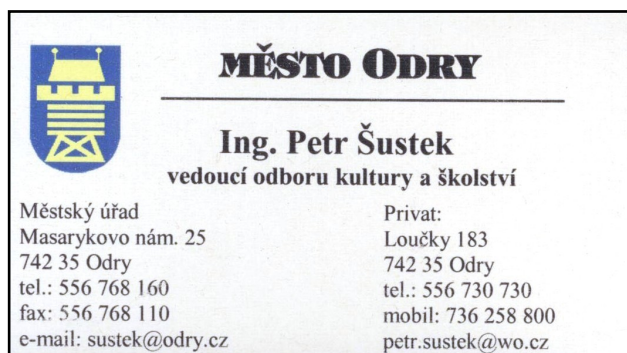 MĚSTO ODRY
Ing. Petr Šustek
vedoucí odboru kultury a školství
Městský úřad
Masarykovo nám. 25
742 35 Odry
tel.: 556 768 160
fax: 556 768 110
e-mail: sustek@odry.cz
Privat:
Loučky 183
742 35 Odry
tel.: 556 730 730
mobil: 736 258 800
petr.sustek@wo.cz